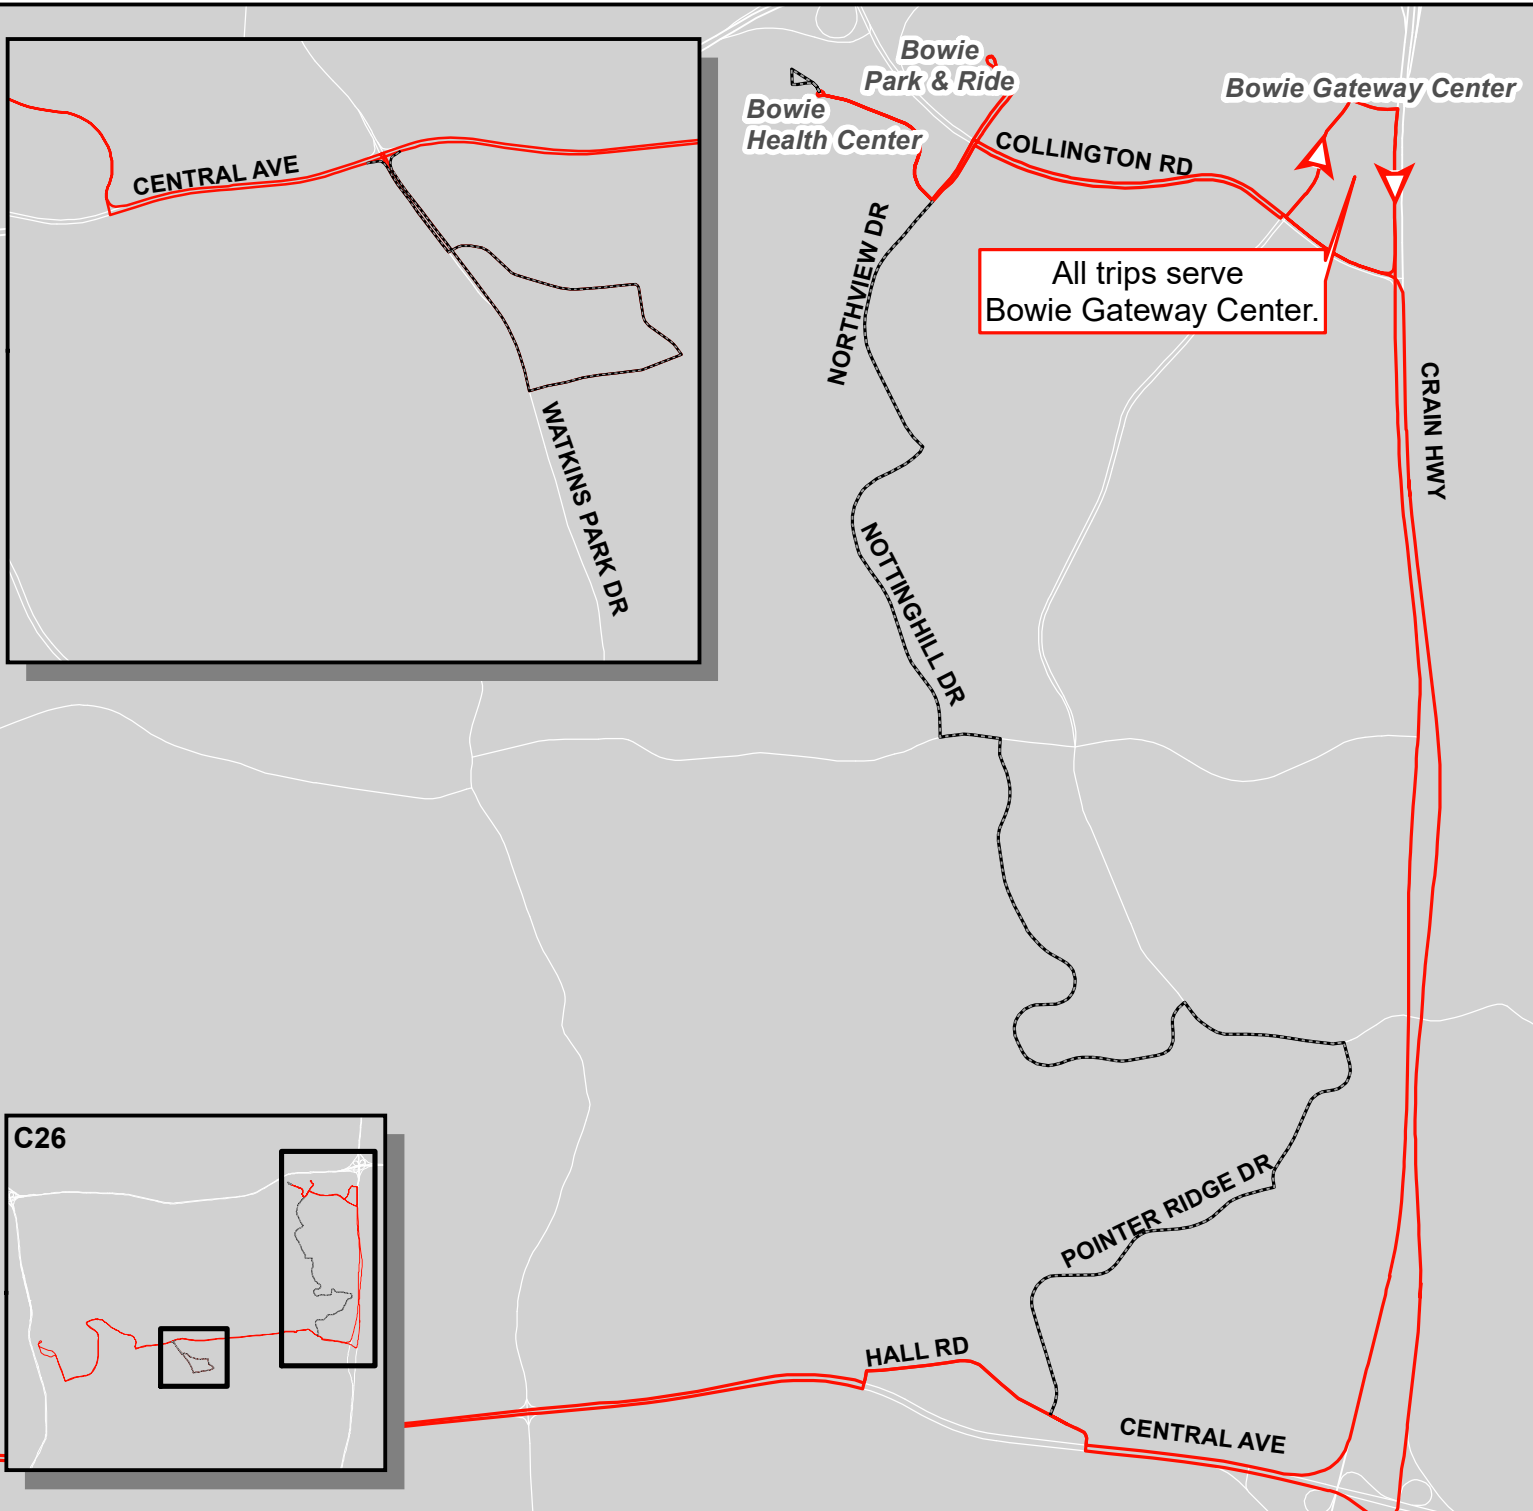 Bowie
Park & Ride
Bowie Gateway Center
Bowie
Health Center
COLLINGTON RD
CENTRAL AVE
NORTHVIEW DR
All trips serve
Bowie Gateway Center.
CRAIN HWY
WATKINS PARK DR
NOTTINGHILL DR
C26
POINTER RIDGE DR
HALL RD
CENTRAL AVE